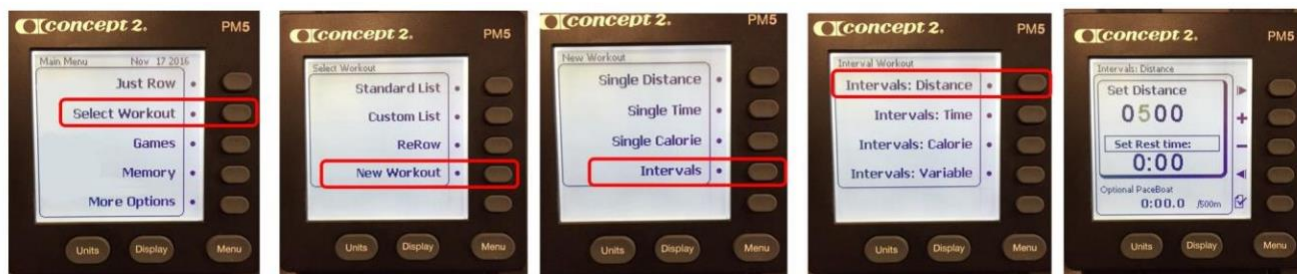 concept 2.
PM5
Main Menu Nov 17 2016
Just Row
Select Workout
Games
Memory
More Options
Units Display Menu
concept 2.
PM5
Select Workout
Standard List
Custom List
ReRow
New Workout
Units Display Menu
concept 2.
PM5
New Workout
Single Distance
Single Time
Single Calorie
Intervals
Units Display Menu
concept 2.
PM5
Interval Workout
Intervals: Distance
Intervals: Time
Intervals: Calorie
Intervals: Variable
Units Display Menu
concept 2.
PM5
Intervals: Distance
Set Distance
0500
+
Set Rest time:
–
0:00
Optional PaceBoat
0:00.0 /500m
Units Display Menu